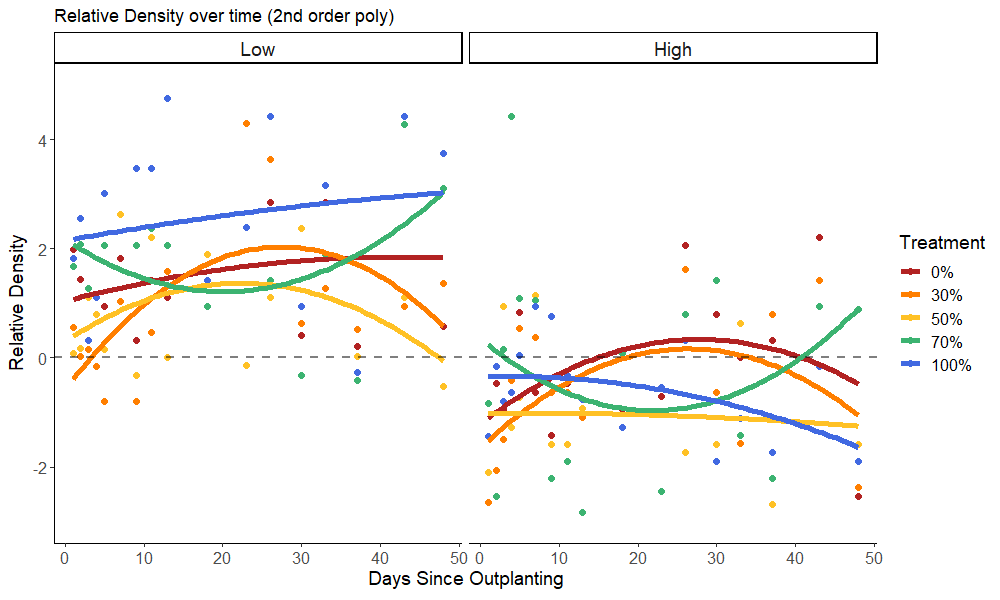 Relative Density over time (2nd order poly)
Low
High
Relative Density
4
2
0
-2
0 10 20 30 40 50
0 10 20 30 40 50
Days Since Outplanting
Treatment
0%
30%
50%
70%
100%